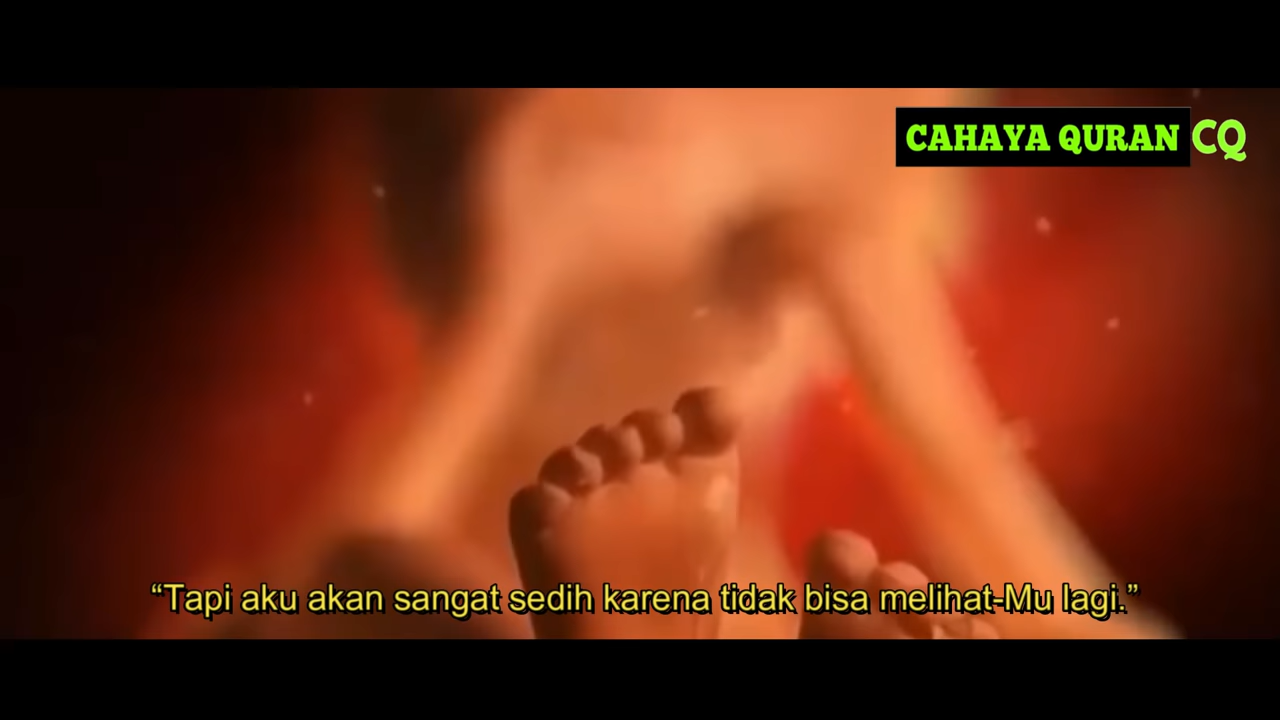 CAHAYA QURAN CQ
“Tapi aku akan sangat sedih karena tidak bisa melihat-Mu lagi.”